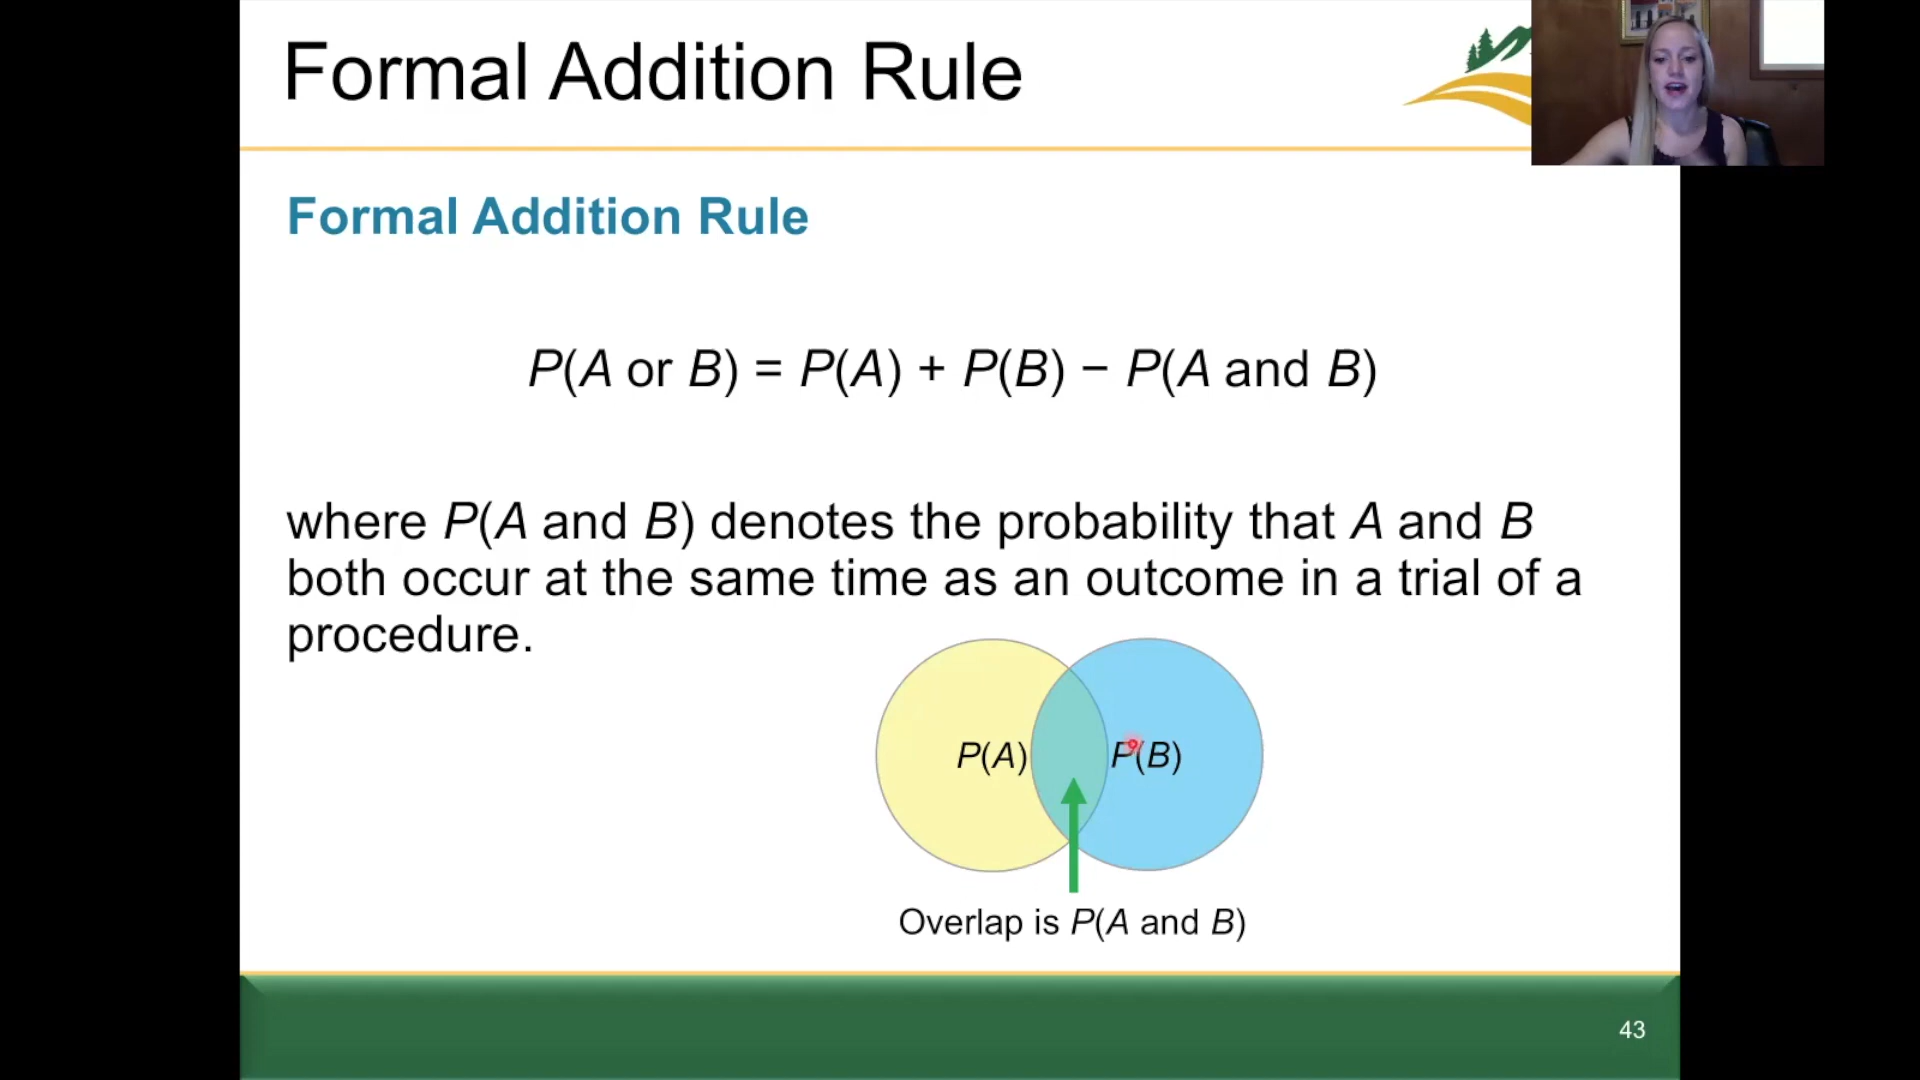 Formal Addition Rule
Formal Addition Rule
P(A or B) = P(A) + P(B) − P(A and B)
where P(A and B) denotes the probability that A and B
both occur at the same time as an outcome in a trial of a
procedure.
P(A) P(B)
Overlap is P(A and B)
43